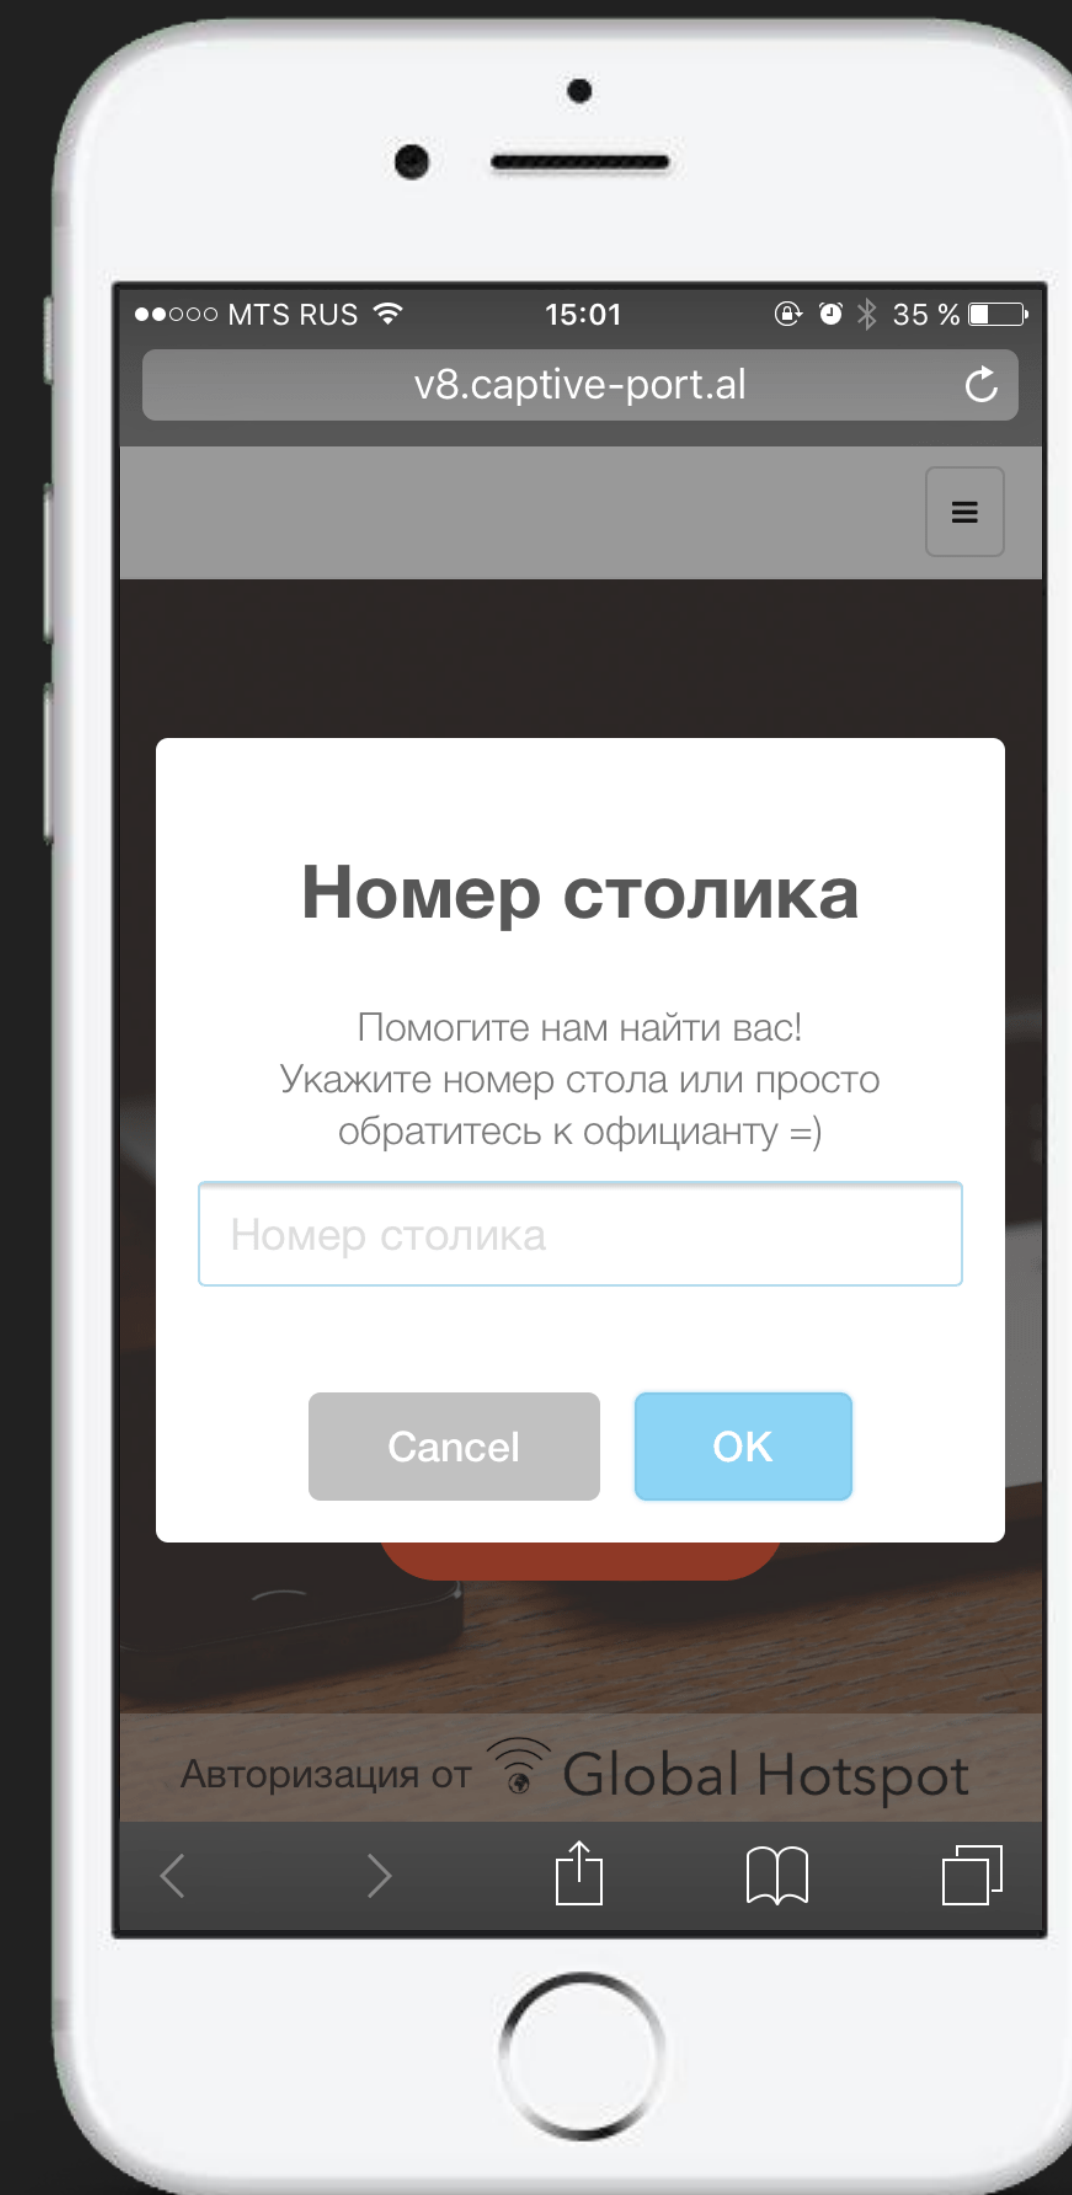 MTS RUS 15:01 35 %
v8.captive-port.al
Номер столика
Помогите нам найти вас!
Укажите номер стола или просто
обратитесь к официанту =)
Номер столика
Cancel OK
Авторизация от Global Hotspot